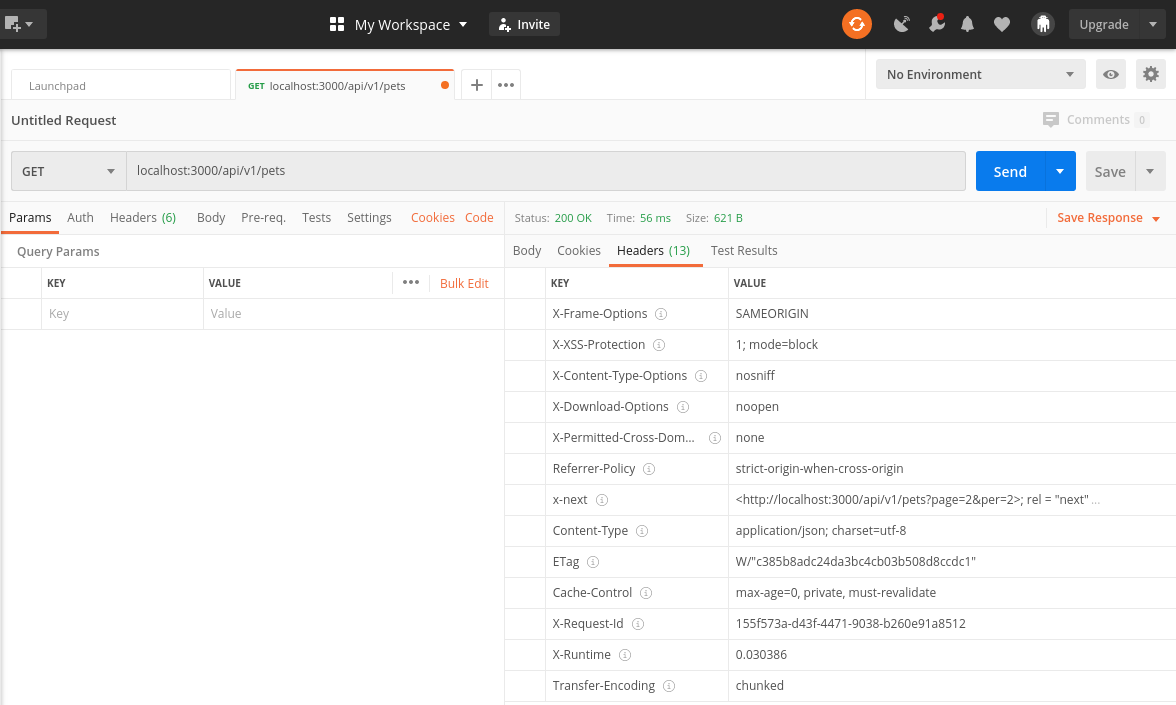 My Workspace Invite Upgrade
Launchpad GET localhost:3000/api/v1/pets No Environment
Untitled Request Comments 0
GET localhost:3000/api/v1/pets Send Save
Params Auth Headers (6) Body Pre-req. Tests Settings Cookies Code
Status: 200 OK Time: 56 ms Size: 621 B Save Response
Query Params
KEY VALUE Bulk Edit
Key Value
Body Cookies Headers (13) Test Results
KEY VALUE
X-Frame-Options SAMEORIGIN
X-XSS-Protection 1; mode=block
X-Content-Type-Options nosniff
X-Download-Options noopen
X-Permitted-Cross-Dom... none
Referrer-Policy strict-origin-when-cross-origin
x-next <http://localhost:3000/api/v1/pets?page=2&per=2>; rel = "next" ...
Content-Type application/json; charset=utf-8
ETag W/"c385b8adc24da3bc4cb03b508d8ccdc1"
Cache-Control max-age=0, private, must-revalidate
X-Request-Id 155f573a-d43f-4471-9038-b260e91a8512
X-Runtime 0.030386
Transfer-Encoding chunked